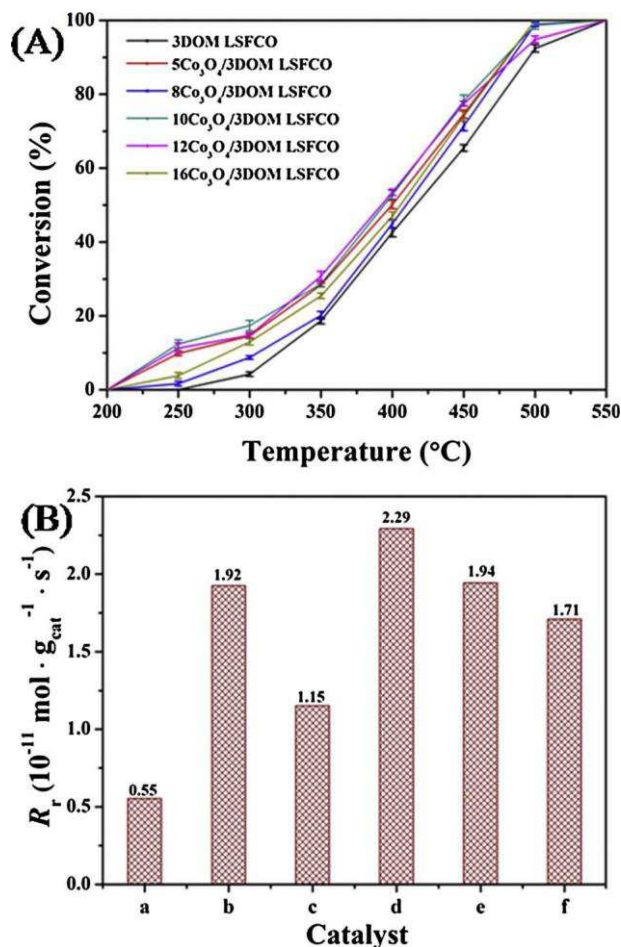 (A)
100
80
60
40
20
0
Conversion (%)
3DOM LSFCO
5Co₃O₄/3DOM LSFCO
8Co₃O₄/3DOM LSFCO
10Co₃O₄/3DOM LSFCO
12Co₃O₄/3DOM LSFCO
16Co₃O₄/3DOM LSFCO
200 250 300 350 400 450 500 550
Temperature (°C)
(B)
2.5
2.0
1.5
1.0
0.5
0.0
Rᵣ (10⁻¹¹ mol · g_cat⁻¹ · s⁻¹)
0.55 1.92 1.15 2.29 1.94 1.71
a b c d e f
Catalyst